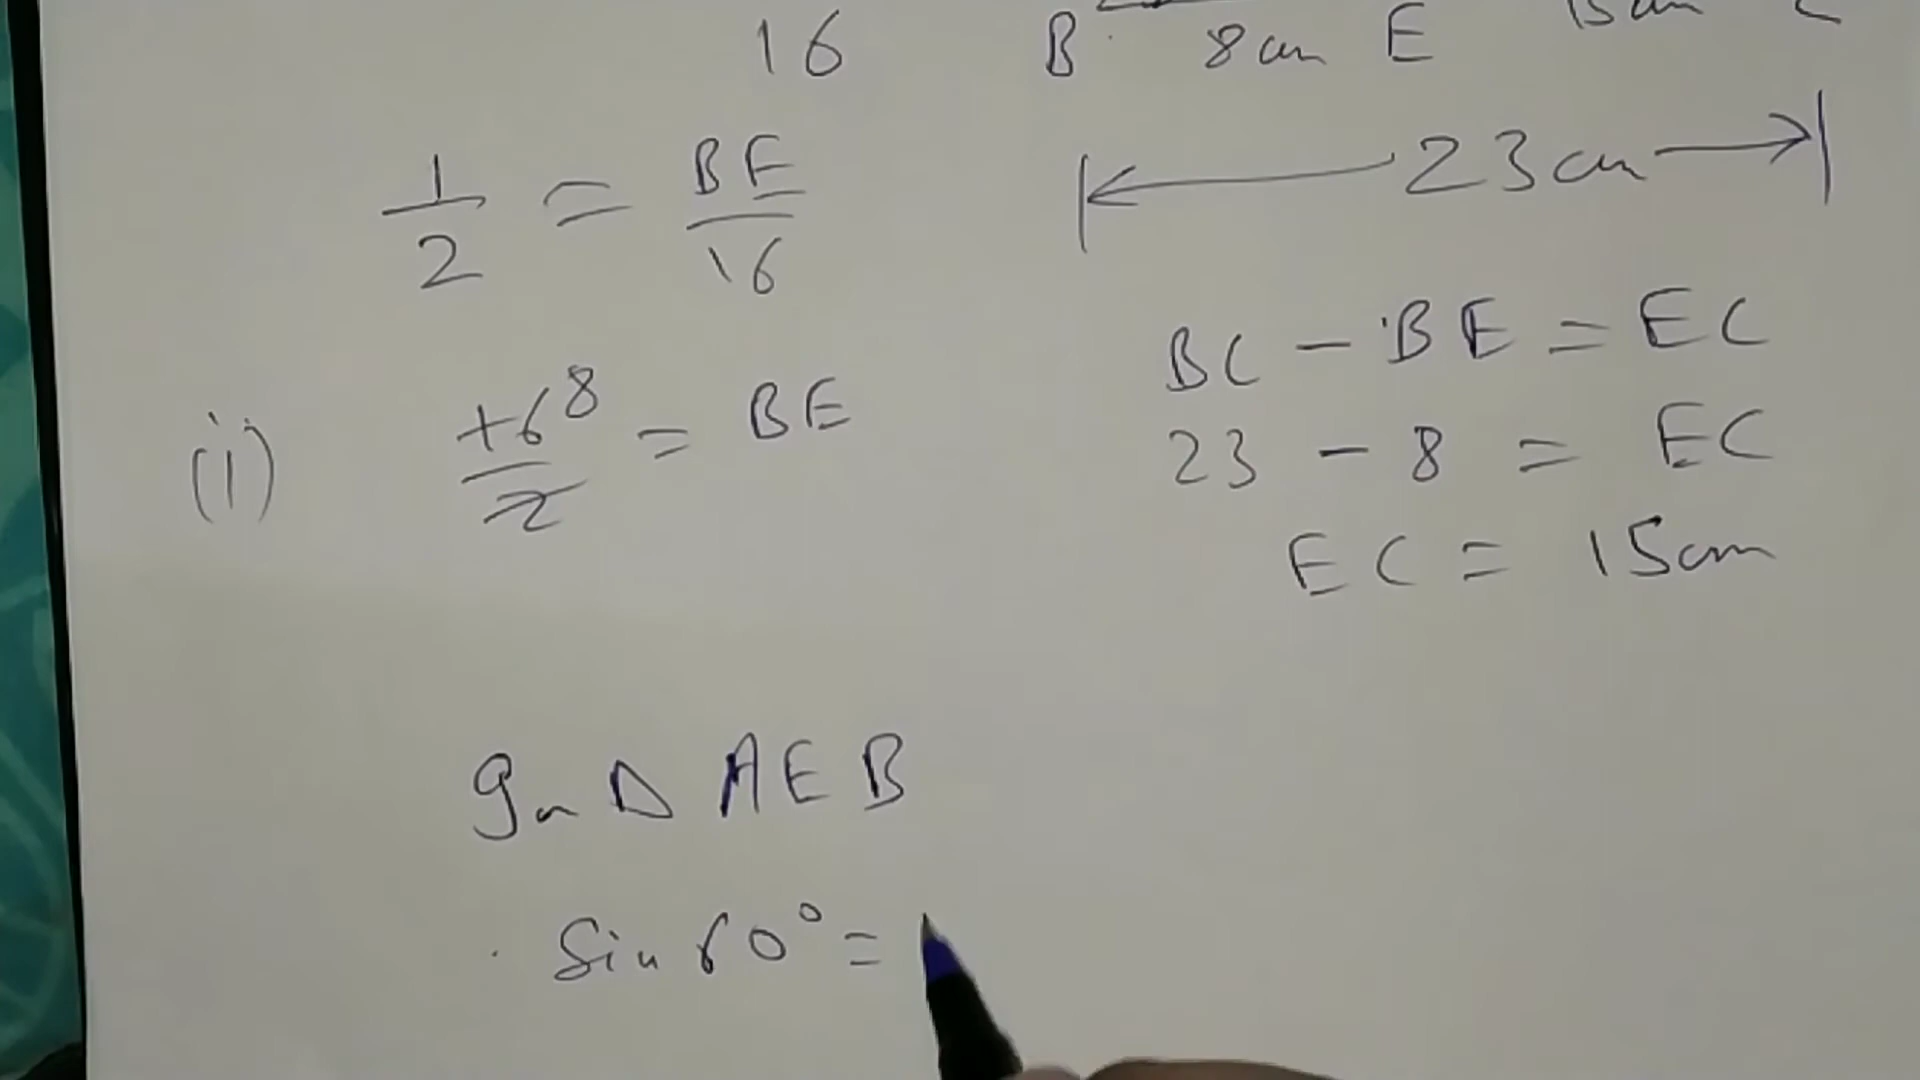 16
B 8cm E 15cm C
1/2 = BE/16
23cm
BC - BE = EC
(i) 16 8/2 = BE
23 - 8 = EC
EC = 15cm
In Δ AEB
Sin 60° =